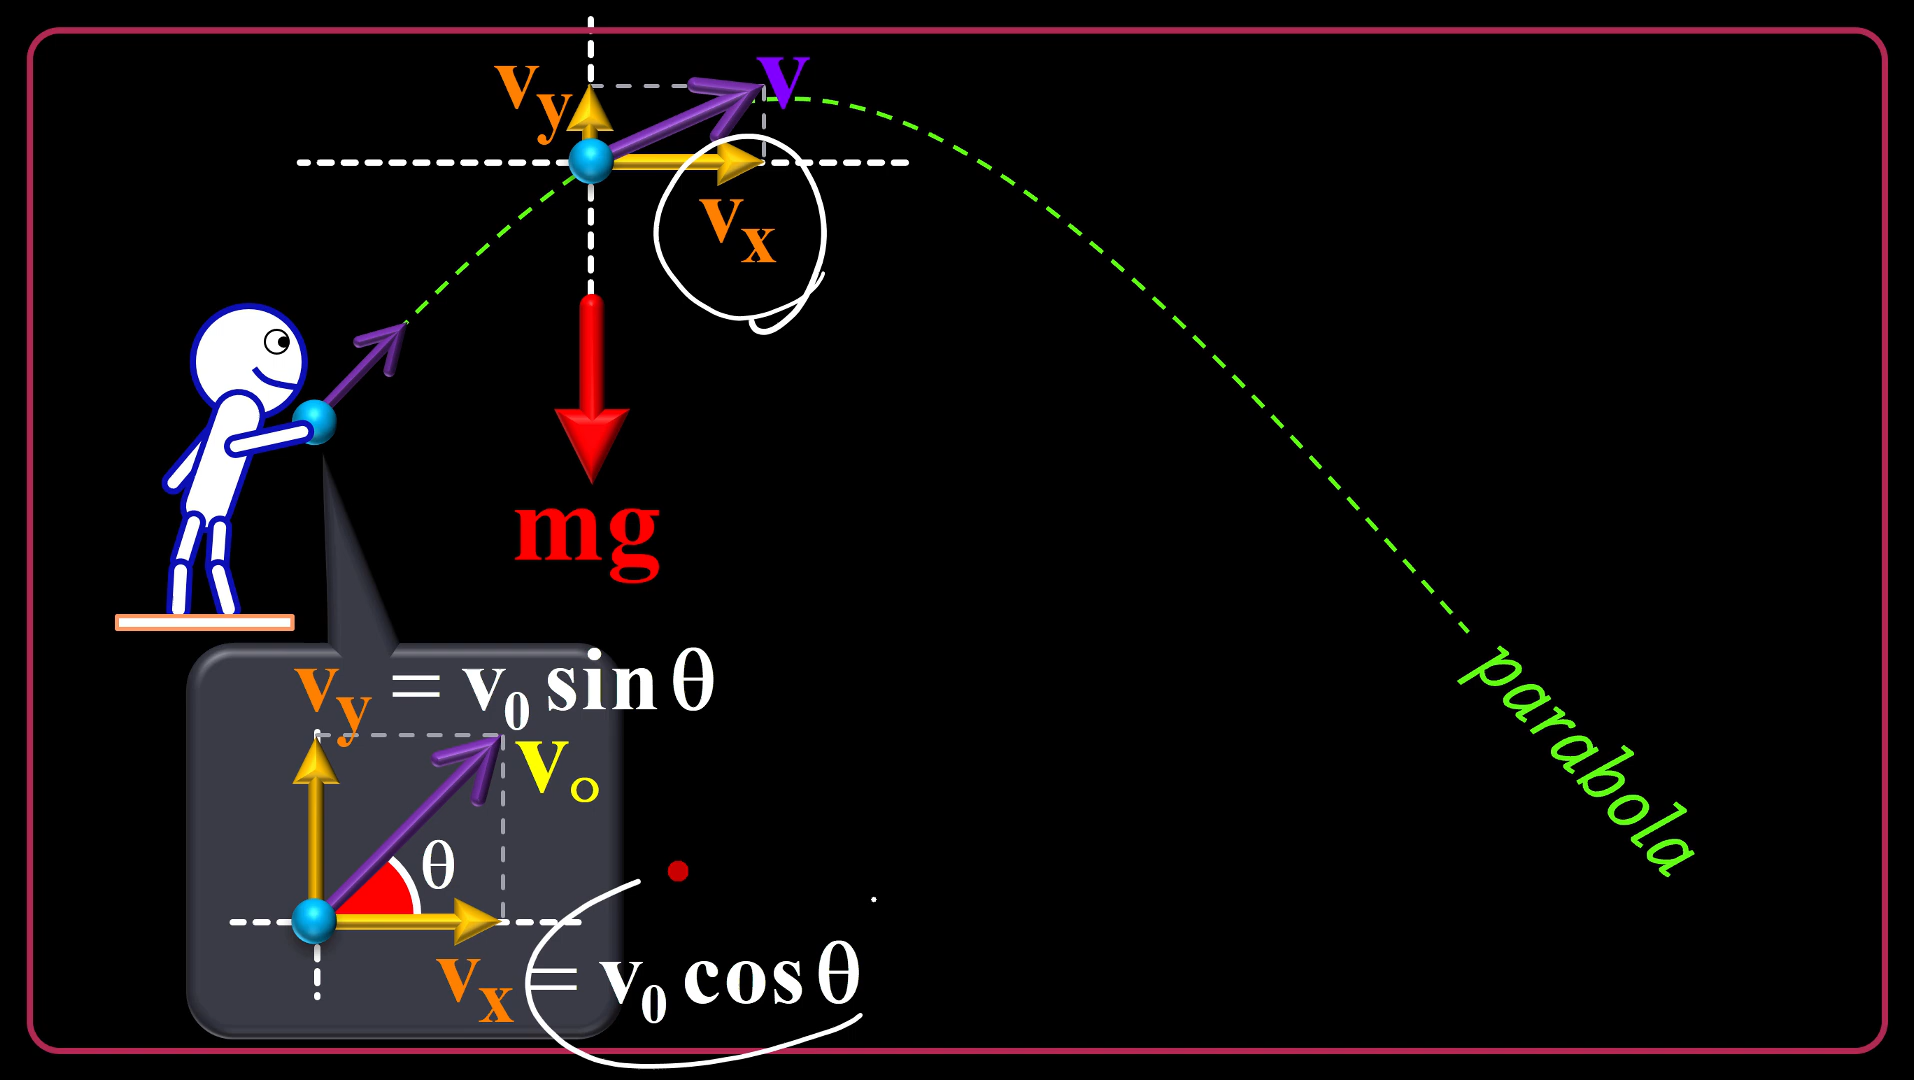 v
vy
vx
mg
vy = v0 sin θ
vo
θ
vx = v0 cos θ
parabola